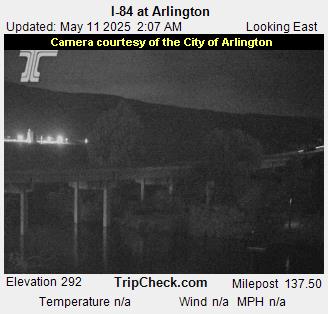 I-84 at Arlington
Updated: May 11 2025 2:07 AM Looking East
Camera courtesy of the City of Arlington
Elevation 292 TripCheck.com Milepost 137.50
Temperature n/a Wind n/a MPH n/a